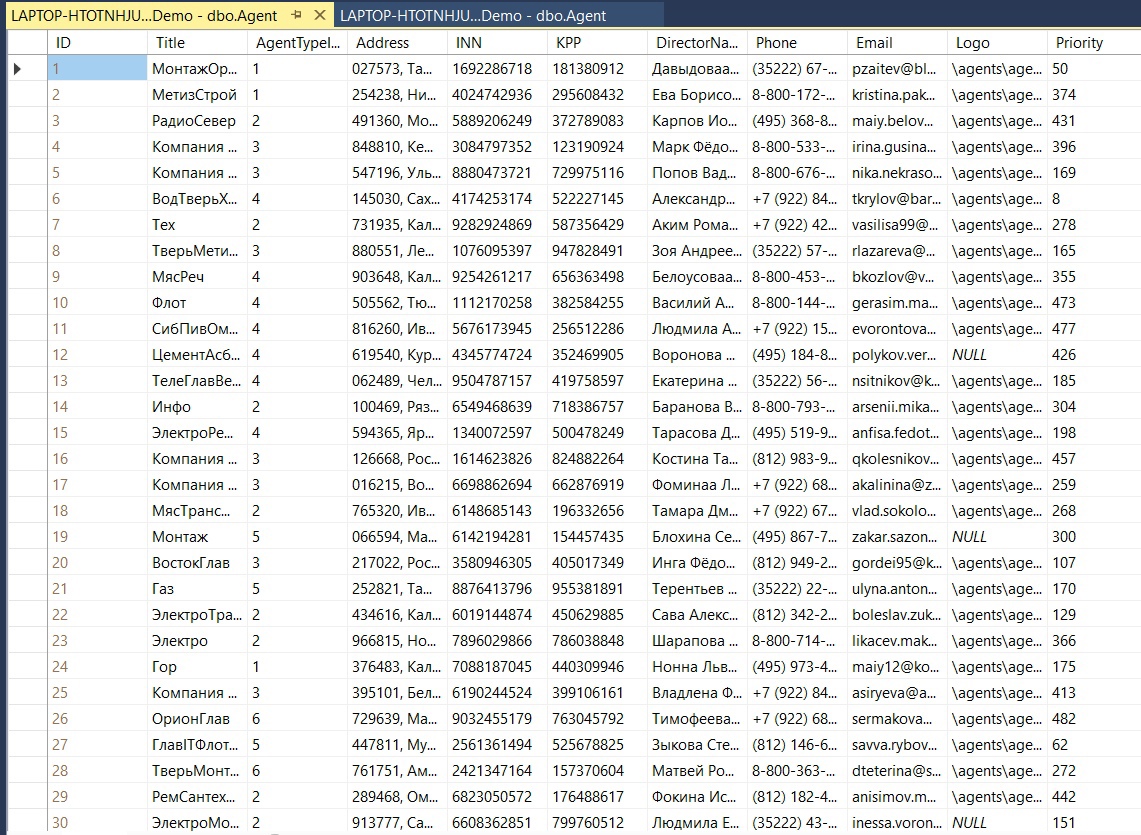 LAPTOP-HTOTNHJU...Demo - dbo.Agent LAPTOP-HTOTNHJU...Demo - dbo.Agent
ID Title AgentTypeI... Address INN KPP DirectorNa... Phone Email Logo Priority
1 МонтажОр... 1 027573, Та... 1692286718 181380912 Давыдоваа... (35222) 67-... pzaitev@bl... \agents\age... 50
2 МетизСтрой 1 254238, Ни... 4024742936 295608432 Ева Борисо... 8-800-172-... kristina.pak... \agents\age... 374
3 РадиоСевер 2 491360, Мо... 5889206249 372789083 Карпов Ио... (495) 368-8... maiy.belov... \agents\age... 431
4 Компания ... 3 848810, Ке... 3084797352 123190924 Марк Фёдо... 8-800-533-... irina.gusina... \agents\age... 396
5 Компания ... 3 547196, Уль... 8880473721 729975116 Попов Вад... 8-800-676-... nika.nekraso... \agents\age... 169
6 ВодТверьХ... 4 145030, Сах... 4174253174 522227145 Александр... +7 (922) 84... tkrylov@bar... \agents\age... 8
7 Тех 2 731935, Кал... 9282924869 587356429 Аким Рома... +7 (922) 42... vasilisa99@... \agents\age... 278
8 ТверьМети... 3 880551, Ле... 1076095397 947828491 Зоя Андрее... (35222) 57-... rlazareva@... \agents\age... 165
9 МясРеч 4 903648, Кал... 9254261217 656363498 Белоусоваа... 8-800-453-... bkozlov@v... \agents\age... 355
10 Флот 4 505562, Тю... 1112170258 382584255 Василий А... 8-800-144-... gerasim.ma... \agents\age... 473
11 СибПивОм... 4 816260, Ив... 5676173945 256512286 Людмила А... +7 (922) 15... evorontova... \agents\age... 477
12 ЦементАсб... 4 619540, Кур... 4345774724 352469905 Воронова ... (495) 184-8... polykov.ver... NULL 426
13 ТелеГлавВе... 4 062489, Чел... 9504787157 419758597 Екатерина ... (35222) 56-... nsitnikov@k... \agents\age... 185
14 Инфо 2 100469, Ряз... 6549468639 718386757 Баранова В... 8-800-793-... arsenii.mika... \agents\age... 304
15 ЭлектроРе... 4 594365, Яр... 1340072597 500478249 Тарасова Д... (495) 519-9... anfisa.fedot... \agents\age... 198
16 Компания ... 3 126668, Рос... 1614623826 824882264 Костина Та... (812) 983-9... qkolesnikov... \agents\age... 457
17 Компания ... 3 016215, Во... 6698862694 662876919 Фоминаа Л... +7 (922) 68... akalinina@z... \agents\age... 259
18 МясТранс... 2 765320, Ив... 6148685143 196332656 Тамара Дм... +7 (922) 67... vlad.sokolo... \agents\age... 268
19 Монтаж 5 066594, Ма... 6142194281 154457435 Блохина Се... (495) 867-7... zakar.sazon... NULL 300
20 ВостокГлав 3 217022, Рос... 3580946305 405017349 Инга Фёдо... (812) 949-2... gordei95@k... \agents\age... 107
21 Газ 5 252821, Та... 8876413796 955381891 Терентьев ... (35222) 22-... ulyna.anton... \agents\age... 170
22 ЭлектроТра... 2 434616, Кал... 6019144874 450629885 Сава Алекс... (812) 342-2... boleslav.zuk... \agents\age... 129
23 Электро 2 966815, Но... 7896029866 786038848 Шарапова ... 8-800-714-... likacev.mak... \agents\age... 366
24 Гор 1 376483, Кал... 7088187045 440309946 Нонна Льв... (495) 973-4... maiy12@ko... \agents\age... 175
25 Компания ... 3 395101, Бел... 6190244524 399106161 Владлена Ф... +7 (922) 84... asiryeva@a... \agents\age... 413
26 ОрионГлав 6 729639, Ма... 9032455179 763045792 Тимофеева... +7 (922) 68... sermakova... \agents\age... 482
27 ГлавITФлот... 5 447811, Му... 2561361494 525678825 Зыкова Сте... (812) 146-6... savva.rybov... \agents\age... 62
28 ТверьМонт... 6 761751, Ам... 2421347164 157370604 Матвей Ро... 8-800-363-... dteterina@s... \agents\age... 272
29 РемСантех... 2 289468, Ом... 6823050572 176488617 Фокина Ис... (812) 182-4... anisimov.m... \agents\age... 442
30 ЭлектроМо... 2 913777, Са... 6608362851 799760512 Людмила Е... (35222) 43-... inessa.voron... NULL 151